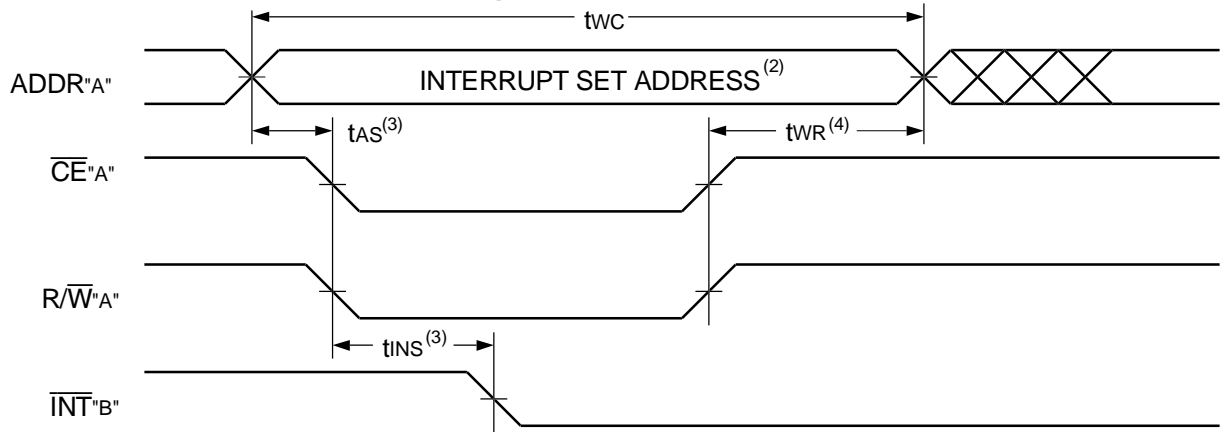 tWC
ADDR"A"
INTERRUPT SET ADDRESS(2)
tAS(3)
tWR(4)
CE"A"
R/W"A"
tINS(3)
INT"B"